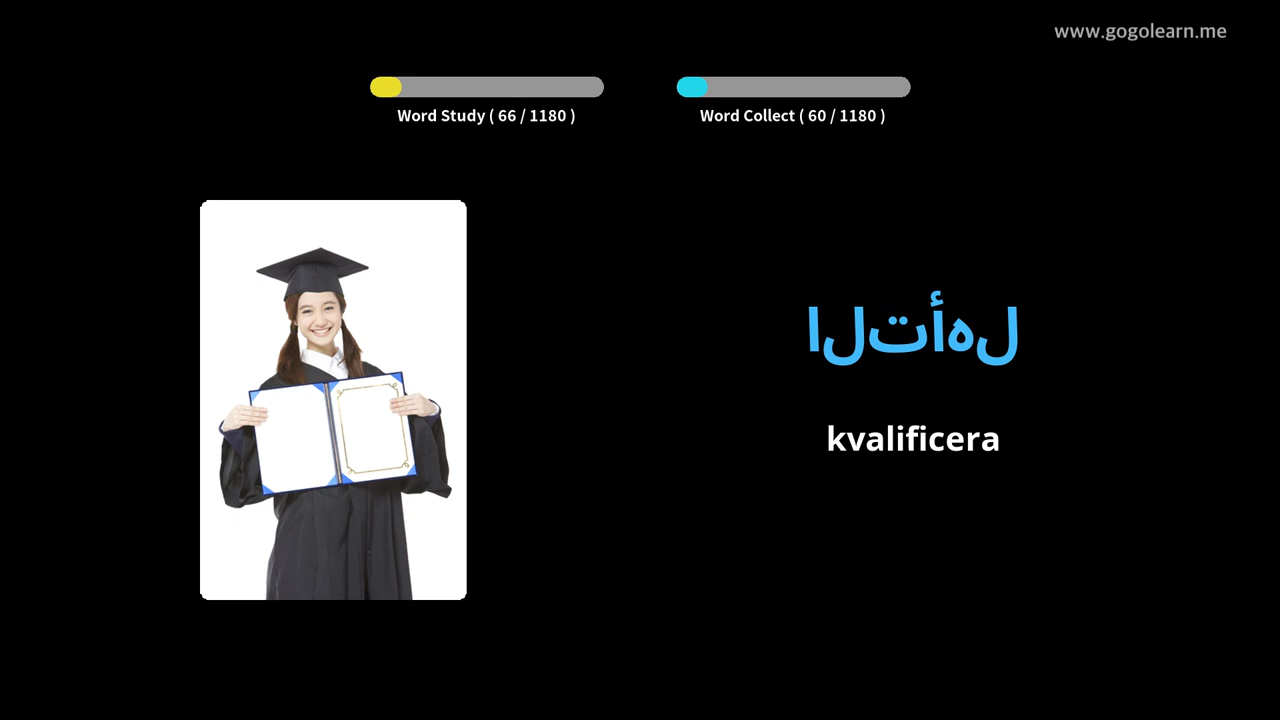 www.gogolearn.me
Word Study ( 66 / 1180 )
Word Collect ( 60 / 1180 )
التأهل
kvalificera